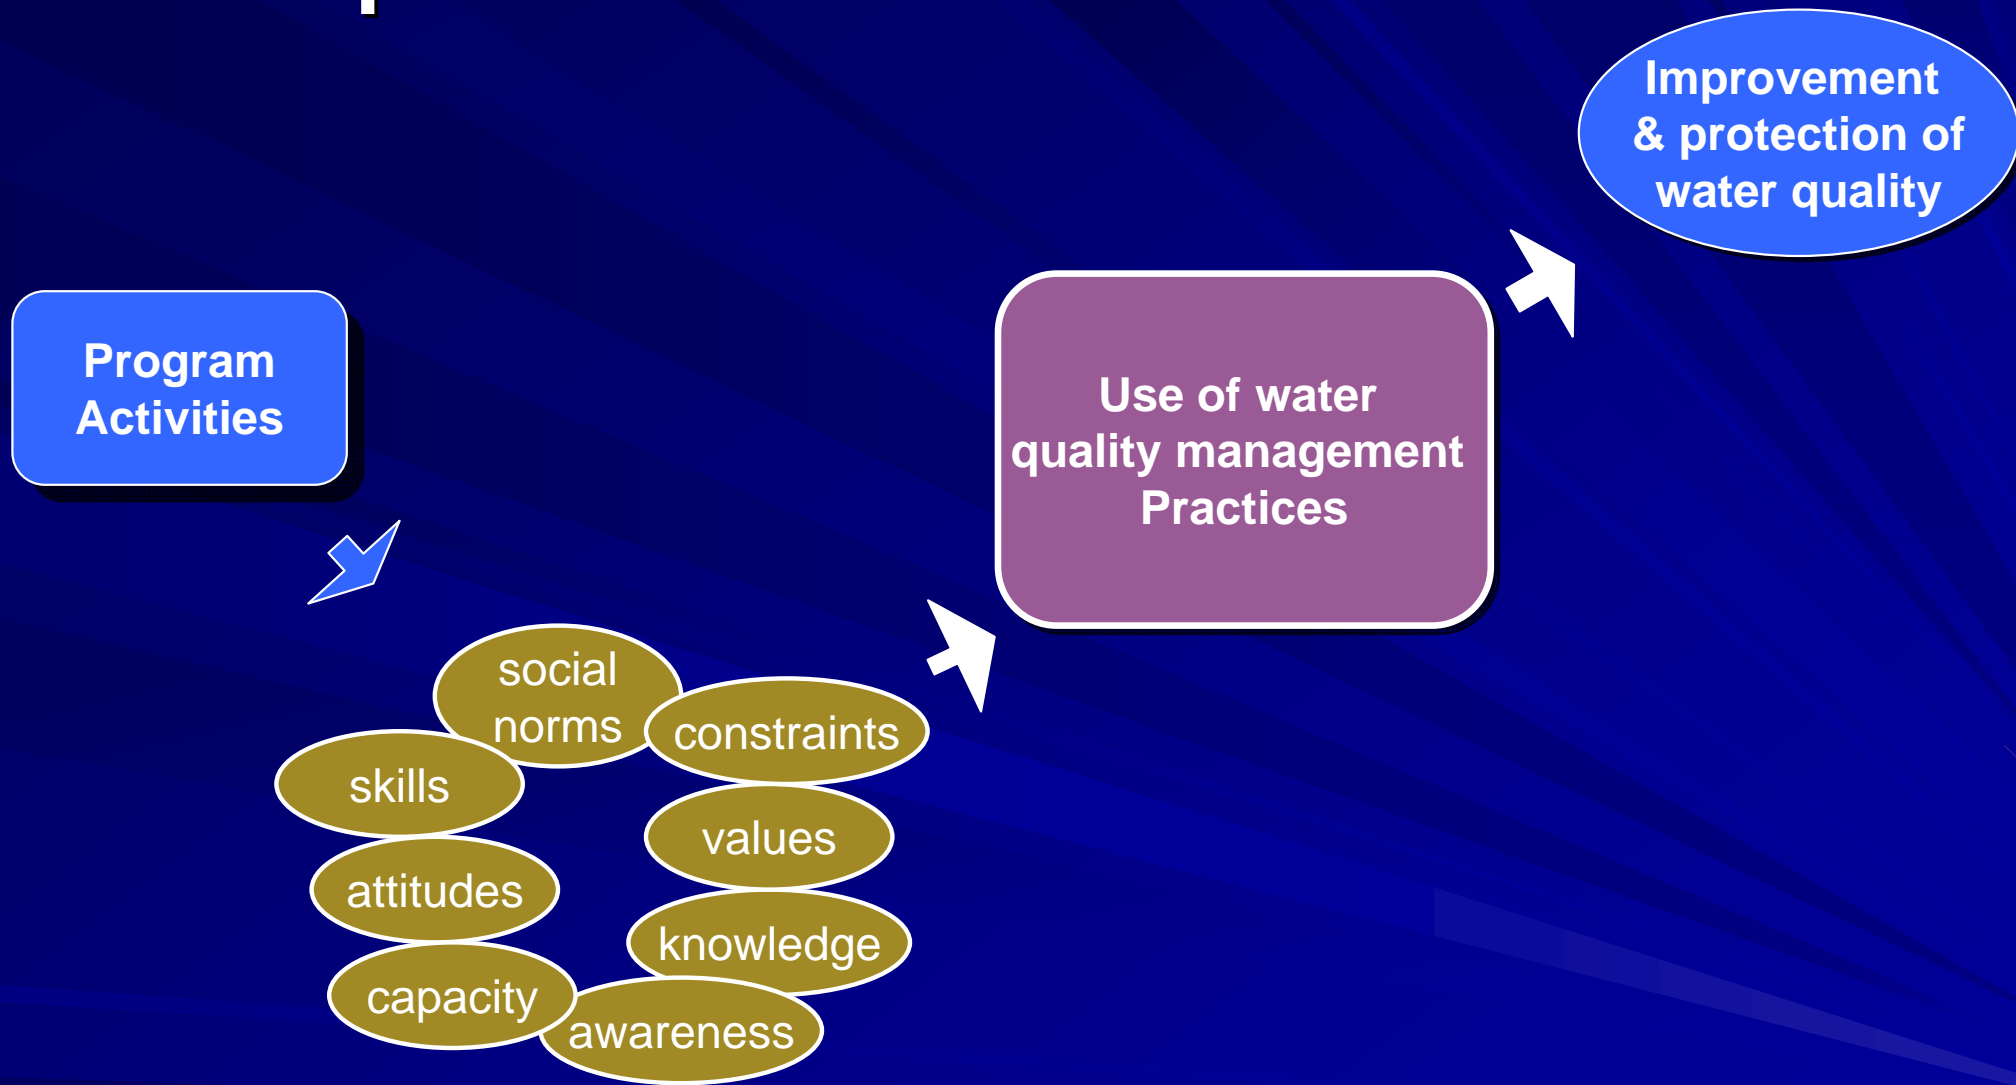 Improvement
& protection of
water quality
Program
Activities
Use of water
quality management
Practices
social
norms
constraints
skills
values
attitudes
knowledge
capacity
awareness